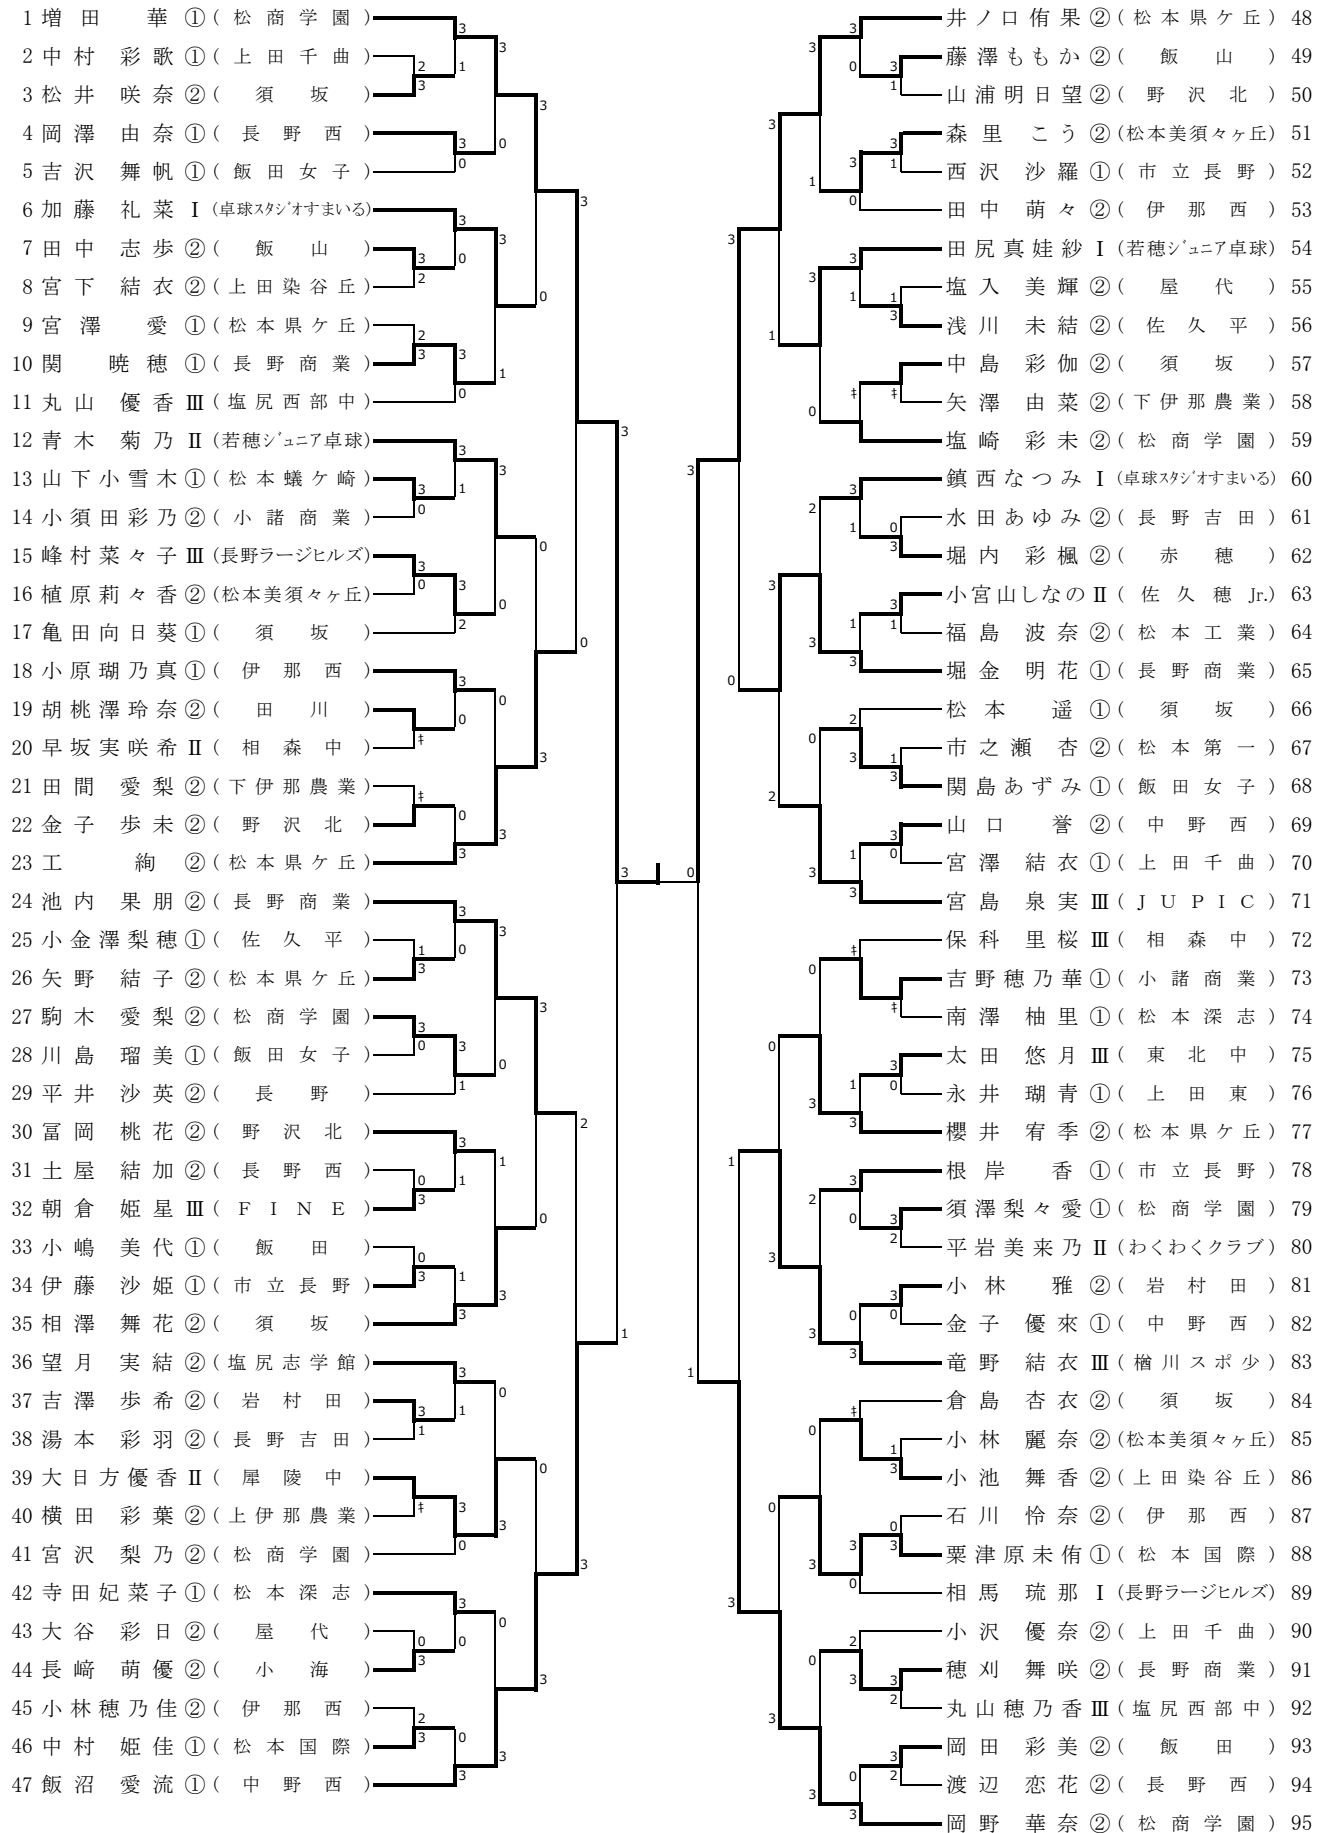 1 増田 華 ① ( 松商学園 )
2 中村 彩歌 ① ( 上田千曲 )
3 松井 咲奈 ② ( 須坂 )
4 岡澤 由奈 ① ( 長野西 )
5 吉沢 舞帆 ① ( 飯田女子 )
6 加藤 礼菜 Ⅰ (卓球スタジオすまいる)
7 田中 志歩 ② ( 飯山 )
8 宮下 結衣 ② ( 上田染谷丘 )
9 宮澤 愛 ① ( 松本県ケ丘 )
10 関 暁穂 ① ( 長野商業 )
11 丸山 優香 Ⅲ ( 塩尻西部中 )
12 青木 菊乃 Ⅱ (若穂ジュニア卓球)
13 山下小雪木 ① ( 松本蟻ケ崎 )
14 小須田彩乃 ② ( 小諸商業 )
15 峰村菜々子 Ⅲ (長野ラージヒルズ)
16 植原莉々香 ② (松本美須々ヶ丘)
17 亀田向日葵 ① ( 須坂 )
18 小原瑚乃真 ① ( 伊那西 )
19 胡桃澤玲奈 ② ( 田川 )
20 早坂実咲希 Ⅱ ( 相森中 )
21 田間 愛梨 ② ( 下伊那農業 )
22 金子 歩未 ② ( 野沢北 )
23 工 絢 ② ( 松本県ケ丘 )
24 池内 果朋 ② ( 長野商業 )
25 小金澤梨穂 ① ( 佐久平 )
26 矢野 結子 ② ( 松本県ケ丘 )
27 駒木 愛梨 ② ( 松商学園 )
28 川島 瑠美 ① ( 飯田女子 )
29 平井 沙英 ② ( 長野 )
30 冨岡 桃花 ② ( 野沢北 )
31 土屋 結加 ② ( 長野西 )
32 朝倉 姫星 Ⅲ ( FINE )
33 小嶋 美代 ① ( 飯田 )
34 伊藤 沙姫 ① ( 市立長野 )
35 相澤 舞花 ② ( 須坂 )
36 望月 実結 ② ( 塩尻志学館 )
37 吉澤 歩希 ② ( 岩村田 )
38 湯本 彩羽 ② ( 長野吉田 )
39 大日方優香 Ⅱ ( 犀陵中 )
40 横田 彩葉 ② ( 上伊那農業 )
41 宮沢 梨乃 ② ( 松商学園 )
42 寺田妃菜子 ① ( 松本深志 )
43 大谷 彩日 ② ( 屋代 )
44 長﨑 萌優 ② ( 小海 )
45 小林穂乃佳 ② ( 伊那西 )
46 中村 姫佳 ① ( 松本国際 )
47 飯沼 愛流 ① ( 中野西 )
井ノ口侑果 ② ( 松本県ケ丘 ) 48
藤澤ももか ② ( 飯山 ) 49
山浦明日望 ② ( 野沢北 ) 50
森里 こう ② (松本美須々ヶ丘) 51
西沢 沙羅 ① ( 市立長野 ) 52
田中 萌々 ② ( 伊那西 ) 53
田尻真娃紗 Ⅰ (若穂ジュニア卓球) 54
塩入 美輝 ② ( 屋代 ) 55
浅川 未結 ② ( 佐久平 ) 56
中島 彩伽 ② ( 須坂 ) 57
矢澤 由菜 ② ( 下伊那農業 ) 58
塩崎 彩未 ② ( 松商学園 ) 59
鎮西なつみ Ⅰ (卓球スタジオすまいる) 60
水田あゆみ ② ( 長野吉田 ) 61
堀内 彩楓 ② ( 赤穂 ) 62
小宮山しなの Ⅱ ( 佐久穂 Jr.) 63
福島 波奈 ② ( 松本工業 ) 64
堀金 明花 ① ( 長野商業 ) 65
松本 遥 ① ( 須坂 ) 66
市之瀬 杏 ② ( 松本第一 ) 67
関島あずみ ① ( 飯田女子 ) 68
山口 誉 ② ( 中野西 ) 69
宮澤 結衣 ① ( 上田千曲 ) 70
宮島 泉実 Ⅲ ( JUPIC ) 71
保科 里桜 Ⅲ ( 相森中 ) 72
吉野穂乃華 ① ( 小諸商業 ) 73
南澤 柚里 ① ( 松本深志 ) 74
太田 悠月 Ⅲ ( 東北中 ) 75
永井 瑚青 ① ( 上田東 ) 76
櫻井 宥季 ② ( 松本県ケ丘 ) 77
根岸 香 ① ( 市立長野 ) 78
須澤梨々愛 ① ( 松商学園 ) 79
平岩美来乃 Ⅱ (わくわくクラブ) 80
小林 雅 ② ( 岩村田 ) 81
金子 優來 ① ( 中野西 ) 82
竜野 結衣 Ⅲ ( 楢川スポ少 ) 83
倉島 杏衣 ② ( 須坂 ) 84
小林 麗奈 ② (松本美須々ヶ丘) 85
小池 舞香 ② ( 上田染谷丘 ) 86
石川 怜奈 ② ( 伊那西 ) 87
粟津原未侑 ① ( 松本国際 ) 88
相馬 琉那 Ⅰ (長野ラージヒルズ) 89
小沢 優奈 ② ( 上田千曲 ) 90
穂刈 舞咲 ② ( 長野商業 ) 91
丸山穂乃香 Ⅲ ( 塩尻西部中 ) 92
岡田 彩美 ② ( 飯田 ) 93
渡辺 恋花 ② ( 長野西 ) 94
岡野 華奈 ② ( 松商学園 ) 95